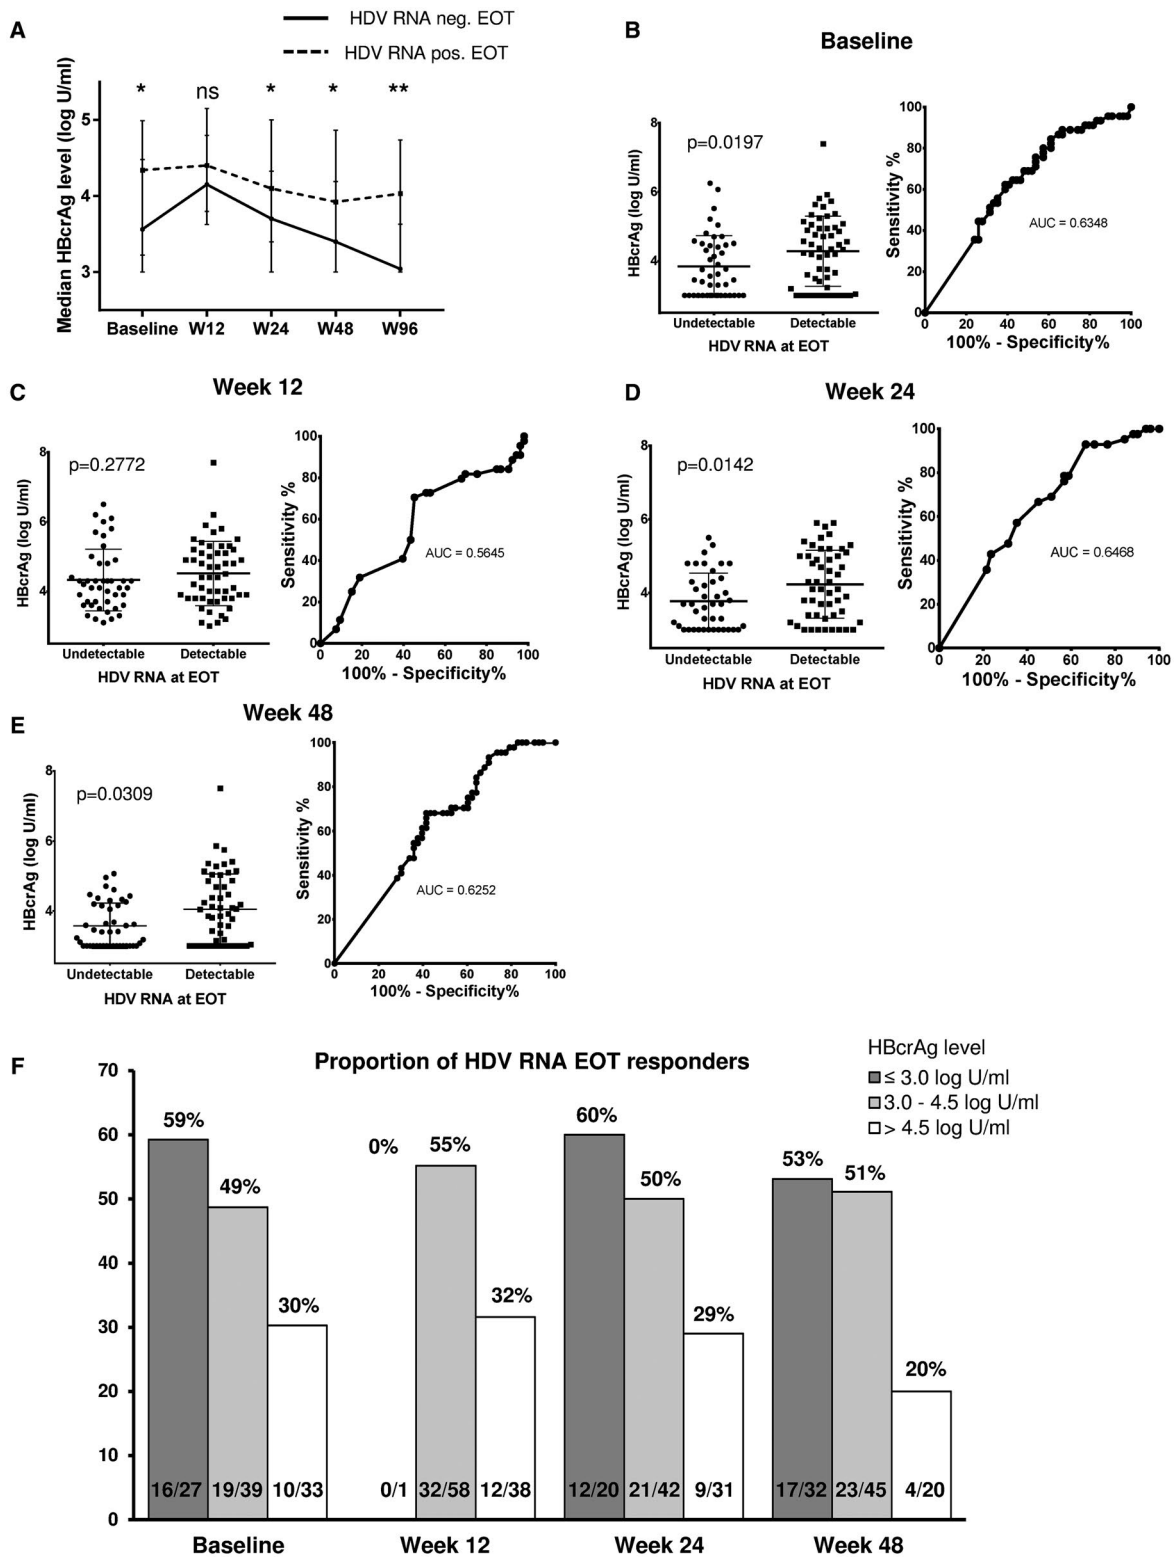 A
HDV RNA neg. EOT
HDV RNA pos. EOT
Median HBcrAg level (log U/ml)
* ns * * **
5
4
3
Baseline W12 W24 W48 W96
B
Baseline
HBcrAg (log U/ml)
8
6
4
p=0.0197
Undetectable Detectable
HDV RNA at EOT
Sensitivity %
100
80
60
40
20
0
AUC = 0.6348
0 20 40 60 80 100
100% - Specificity%
C
Week 12
HBcrAg (log U/ml)
8
6
4
p=0.2772
Undetectable Detectable
HDV RNA at EOT
Sensitivity %
100
80
60
40
20
0
AUC = 0.5645
0 20 40 60 80 100
100% - Specificity%
D
Week 24
HBcrAg (log U/ml)
8
6
4
p=0.0142
Undetectable Detectable
HDV RNA at EOT
Sensitivity %
100
80
60
40
20
0
AUC = 0.6468
0 20 40 60 80 100
100% - Specificity%
E
Week 48
HBcrAg (log U/ml)
8
6
4
p=0.0309
Undetectable Detectable
HDV RNA at EOT
Sensitivity %
100
80
60
40
20
0
AUC = 0.6252
0 20 40 60 80 100
100% - Specificity%
F
Proportion of HDV RNA EOT responders
HBcrAg level
≤ 3.0 log U/ml
3.0 - 4.5 log U/ml
> 4.5 log U/ml
70
60
50
40
30
20
10
0
59% 49% 30%
0% 55% 32%
60% 50% 29%
53% 51% 20%
16/27 19/39 10/33 0/1 32/58 12/38 12/20 21/42 9/31 17/32 23/45 4/20
Baseline Week 12 Week 24 Week 48